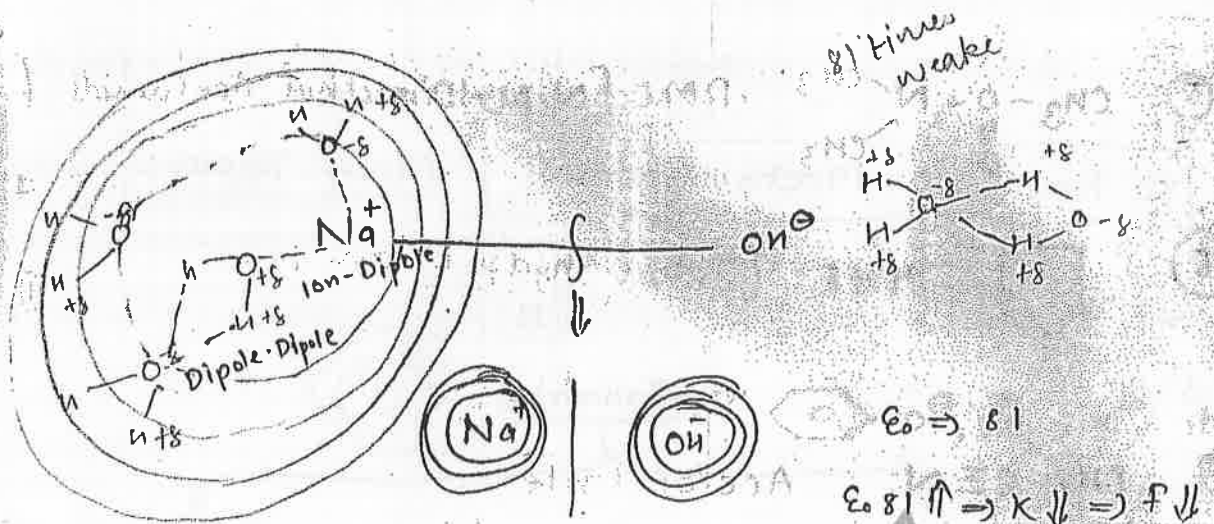 81 times
weake
H H +δ
O -δ
H O -δ
Na+
H O +δ
Ion-Dipole
H +δ
H +δ
O -δ
Dipole·Dipole
H
H +δ
OH⊖
+δ +δ
H -δ H
O O -δ
H H
+δ +δ
⇓
Na+ OH-
ε₀ ⇒ 81
ε₀ 81 ⇑ ⇒ K ⇓ ⇒ F ⇓